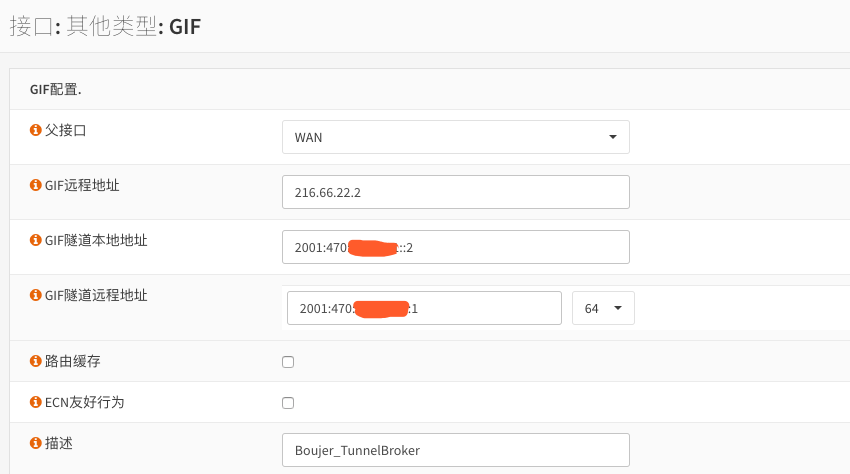 接口: 其他类型: GIF
GIF配置.
父接口
WAN
GIF远程地址
216.66.22.2
GIF隧道本地地址
2001:470: ::2
GIF隧道远程地址
2001:470: :1
64
路由缓存
ECN友好行为
描述
Boujer_TunnelBroker